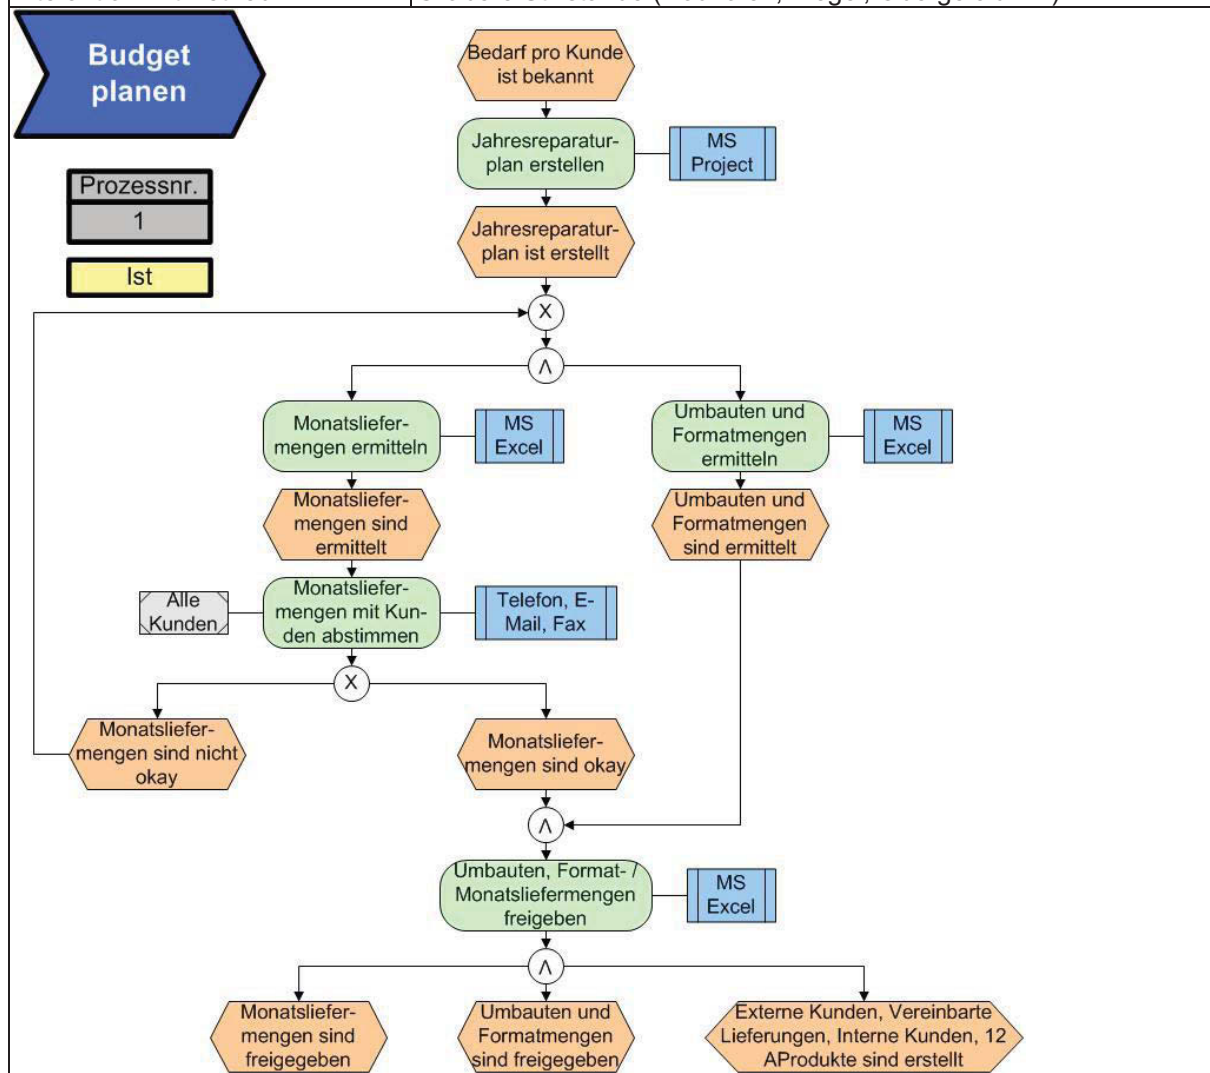 Budget
planen
Prozessnr.
1
Ist
Bedarf pro Kunde
ist bekannt
Jahresreparatur-
plan erstellen
MS
Project
Jahresreparatur-
plan ist erstellt
X
Λ
Monatsliefer-
mengen ermitteln
MS
Excel
Umbauten und
Formatmengen
ermitteln
MS
Excel
Monatsliefer-
mengen sind
ermittelt
Umbauten und
Formatmengen
sind ermittelt
Alle
Kunden
Monatsliefer-
mengen mit Kun-
den abstimmen
Telefon, E-
Mail, Fax
X
Monatsliefer-
mengen sind nicht
okay
Monatsliefer-
mengen sind okay
Λ
Umbauten, Format- /
Monatsliefermengen
freigeben
MS
Excel
Λ
Monatsliefer-
mengen sind
freigegeben
Umbauten und
Formatmengen
sind freigegeben
Externe Kunden, Vereinbarte
Lieferungen, Interne Kunden, 12
AProdukte sind erstellt